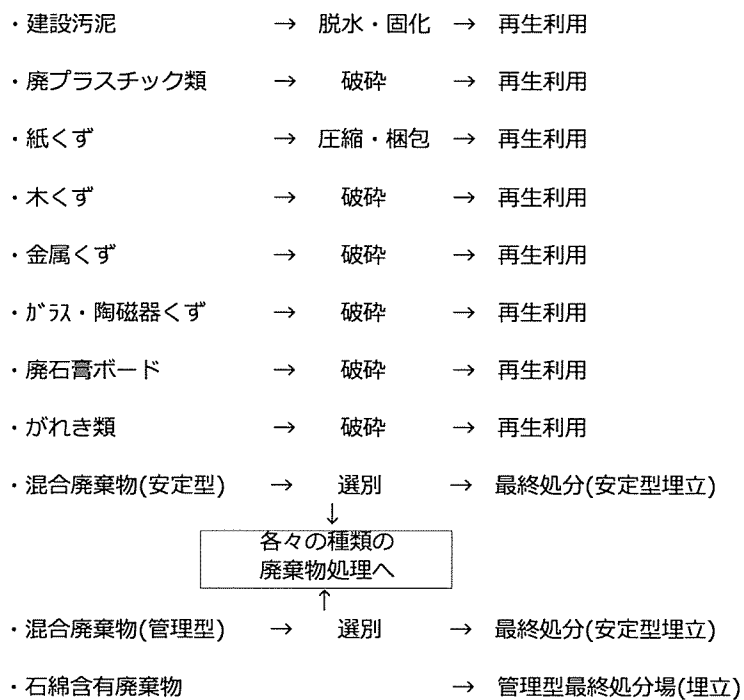 ・建設汚泥 → 脱水・固化 → 再生利用
・廃プラスチック類 → 破砕 → 再生利用
・紙くず → 圧縮・梱包 → 再生利用
・木くず → 破砕 → 再生利用
・金属くず → 破砕 → 再生利用
・ｶﾞﾗｽ・陶磁器くず → 破砕 → 再生利用
・廃石膏ボード → 破砕 → 再生利用
・がれき類 → 破砕 → 再生利用
・混合廃棄物(安定型) → 選別 → 最終処分(安定型埋立)
↓
各々の種類の
廃棄物処理へ
↑
・混合廃棄物(管理型) → 選別 → 最終処分(安定型埋立)
・石綿含有廃棄物 → 管理型最終処分場(埋立)